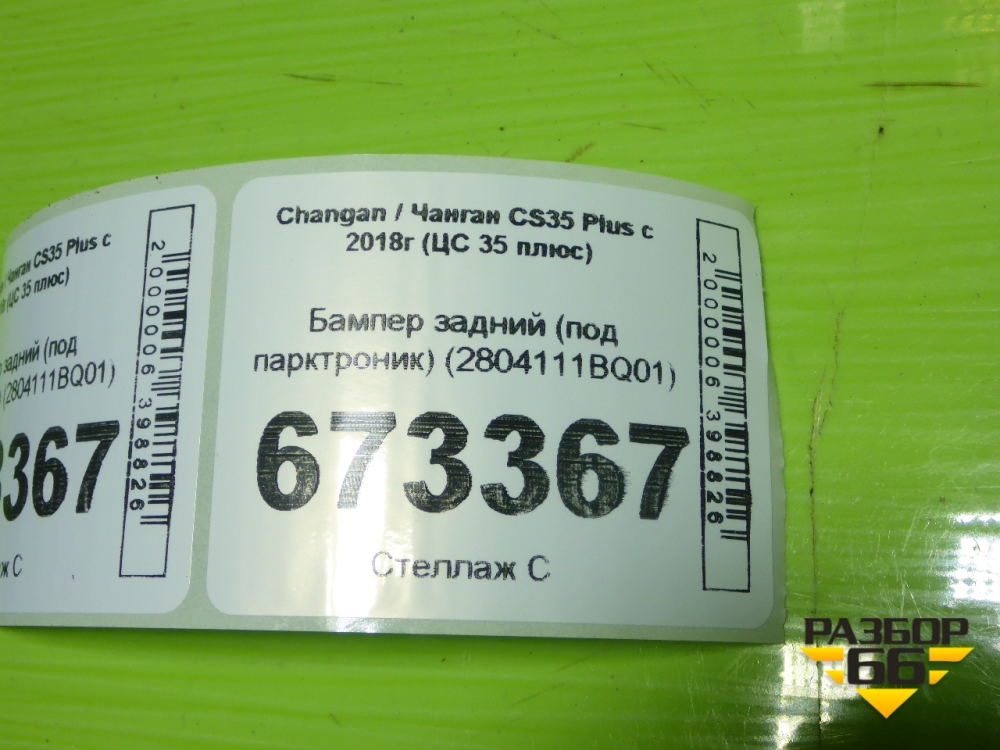 Changan / Чанган CS35 Plus с
2018г (ЦС 35 плюс)
Бампер задний (под
парктроник) (2804111BQ01)
673367
Стеллаж С
2000006398826
Чанган CS35 Plus с
(ЦС 35 плюс)
задний (под
(2804111BQ01)
3367
С
2000006398826
РАЗБОР
66